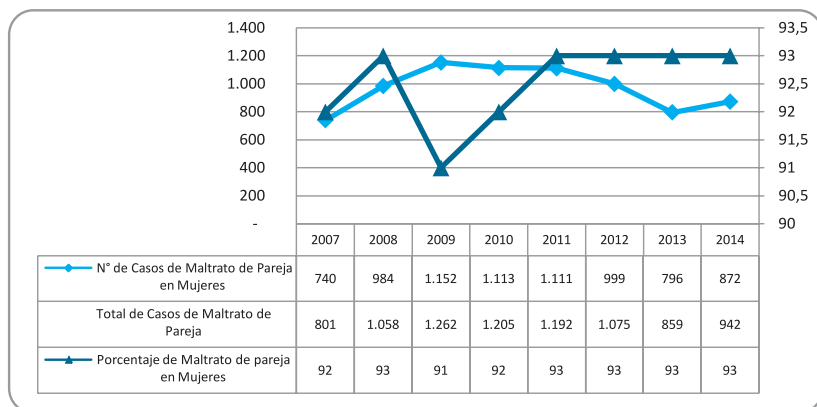 1.400 93,5
1.200 93
1.000 92,5
800 92
600 91,5
400 91
200 90,5
- 90
2007 2008 2009 2010 2011 2012 2013 2014
N° de Casos de Maltrato de Pareja
en Mujeres
740 984 1.152 1.113 1.111 999 796 872
Total de Casos de Maltrato de
Pareja
801 1.058 1.262 1.205 1.192 1.075 859 942
Porcentaje de Maltrato de pareja
en Mujeres
92 93 91 92 93 93 93 93